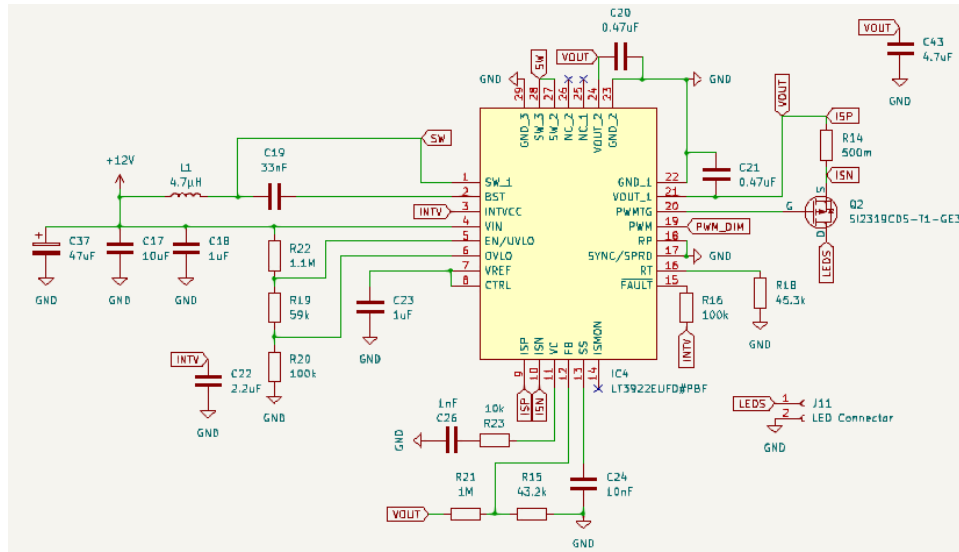 C20
0.47uF
VOUT
SW
GND
GND
VOUT
C43
4.7uF
GND
29
28
27
26
25
24
23
GND_3
SW_3
SW_2
NC_2
NC_1
VOUT_2
GND_2
VOUT
ISP
R14
500m
ISN
+12V
L1
4.7µH
C19
33nF
SW
C21
0.47uF
1 SW_1
2 BST
INTV 3 INTVCC
4 VIN
5 EN/UVLO
6 OVLO
7 VREF
8 CTRL
GND_1 22
VOUT_1 21
PWMTG 20
PWM 19 PWM_DIM
RP 18
SYNC/SPRD 17 GND
RT 16
FAULT 15
G
S
D
Q2
SI2319CDS-T1-GE3
LEDS
C37
47uF
C17
10uF
C18
1uF
GND
GND
GND
R22
1.1M
R19
59k
R20
100k
GND
C23
1uF
GND
INTV
C22
2.2uF
GND
R16
100k
INTV
R18
45.3k
GND
ISP
ISN
VC
FB
SS
ISMON
9
10
11
12
13
14
ISP
ISN
IC4
LT3922EUFD#PBF
1nF
C26
GND
10k
R23
LEDS 1 J11
2 LED Connector
GND
R21
1M
R15
43.2k
C24
10nF
VOUT
GND